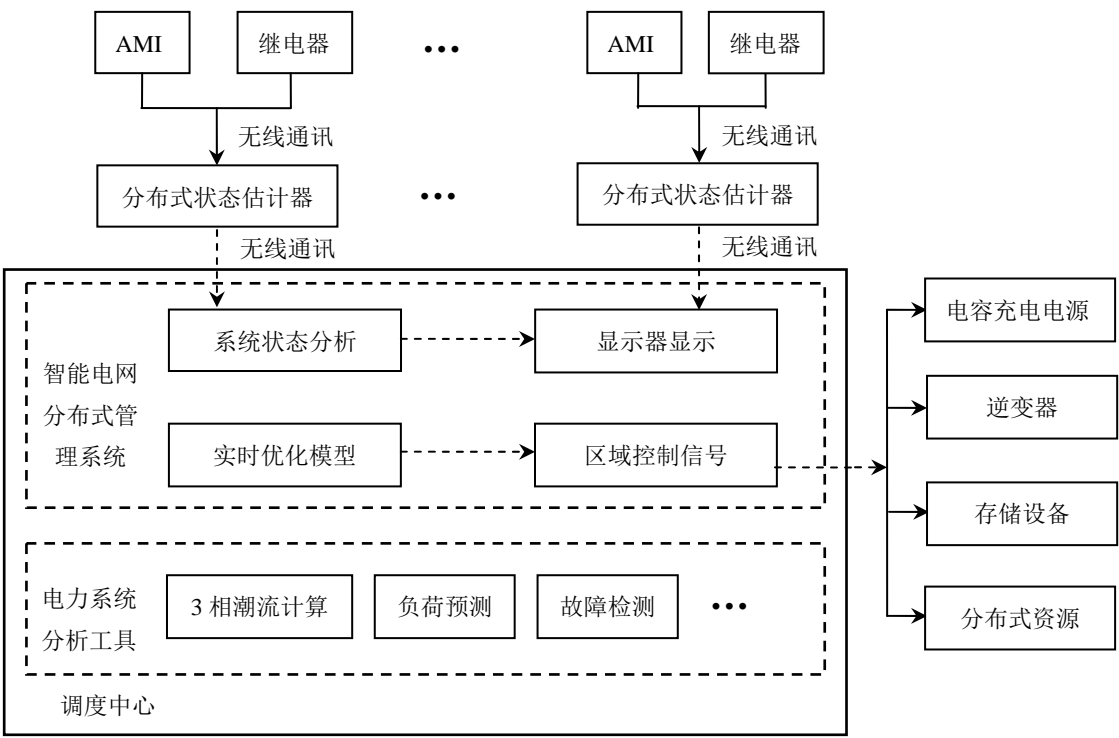 AMI
继电器
•••
AMI
继电器
无线通讯
无线通讯
分布式状态估计器
•••
分布式状态估计器
无线通讯
无线通讯
智能电网
分布式管
理系统
系统状态分析
显示器显示
实时优化模型
区域控制信号
电力系统
分析工具
3 相潮流计算
负荷预测
故障检测
•••
调度中心
电容充电电源
逆变器
存储设备
分布式资源